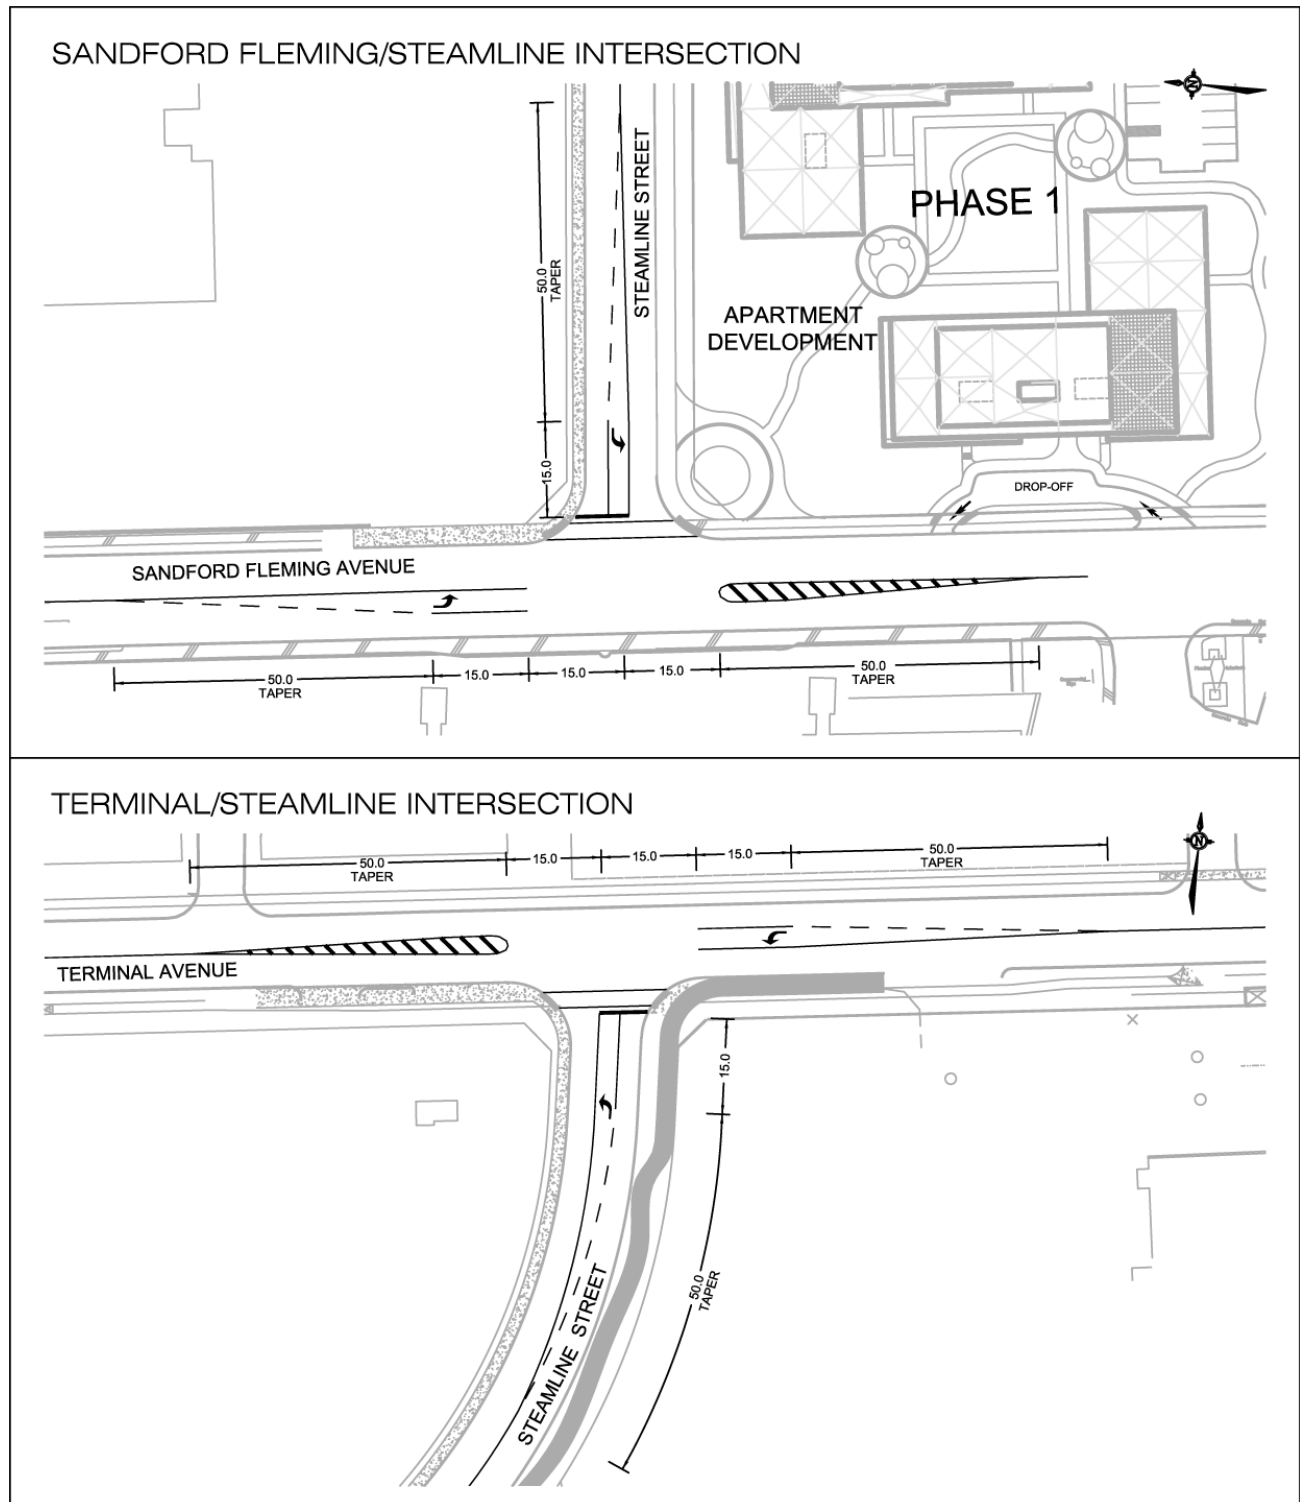 SANDFORD FLEMING/STEAMLINE INTERSECTION
N
STEAMLINE STREET
PHASE 1
50.0
TAPER
APARTMENT
DEVELOPMENT
15.0
DROP-OFF
SANDFORD FLEMING AVENUE
50.0
TAPER
15.0
15.0
15.0
50.0
TAPER
TERMINAL/STEAMLINE INTERSECTION
N
50.0
TAPER
15.0
15.0
15.0
50.0
TAPER
TERMINAL AVENUE
15.0
50.0
TAPER
STEAMLINE STREET